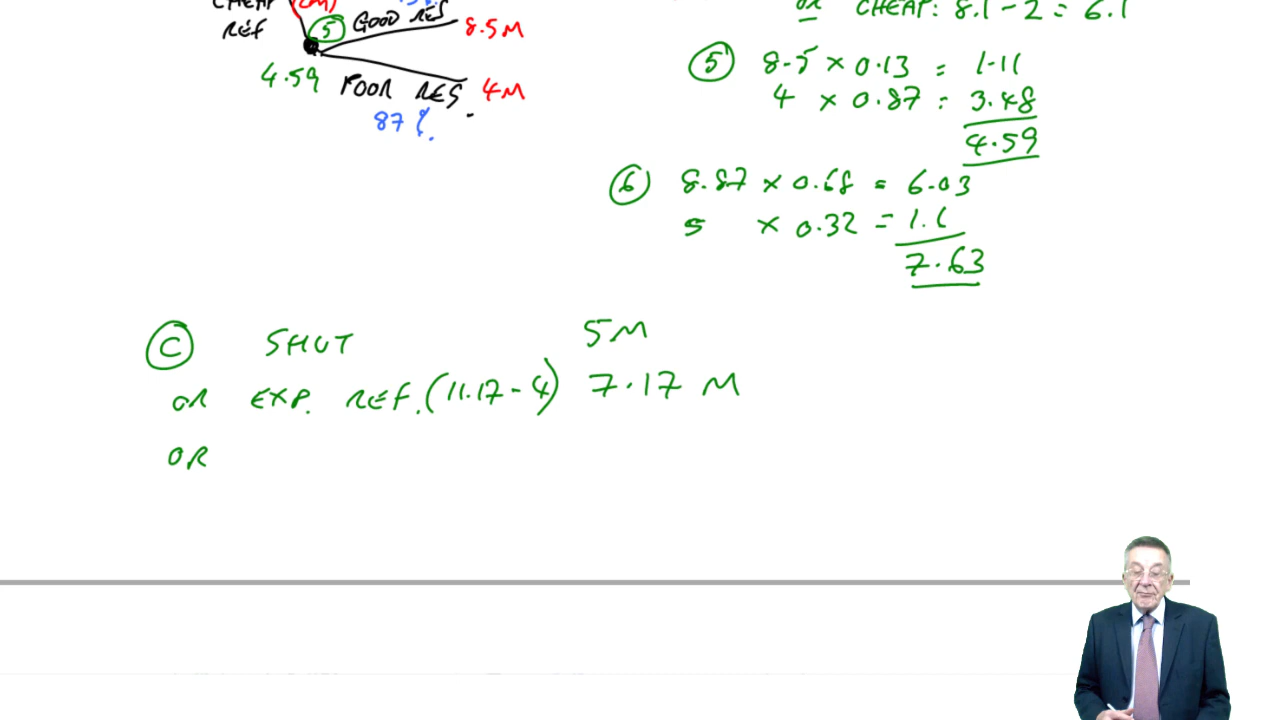 CHEAP (2M)
REF ⑤ GOOD RES 8.5M
4.59 POOR RES. 4M
87%
OR CHEAP: 8.1 - 2 = 6.1
⑤ 8.5 × 0.13 = 1.11
4 × 0.87 = 3.48
4.59
⑥ 8.87 × 0.68 = 6.03
5 × 0.32 = 1.6
7.63
Ⓒ SHUT 5M
OR EXP. REF. (11.17 - 4) 7.17 M
OR